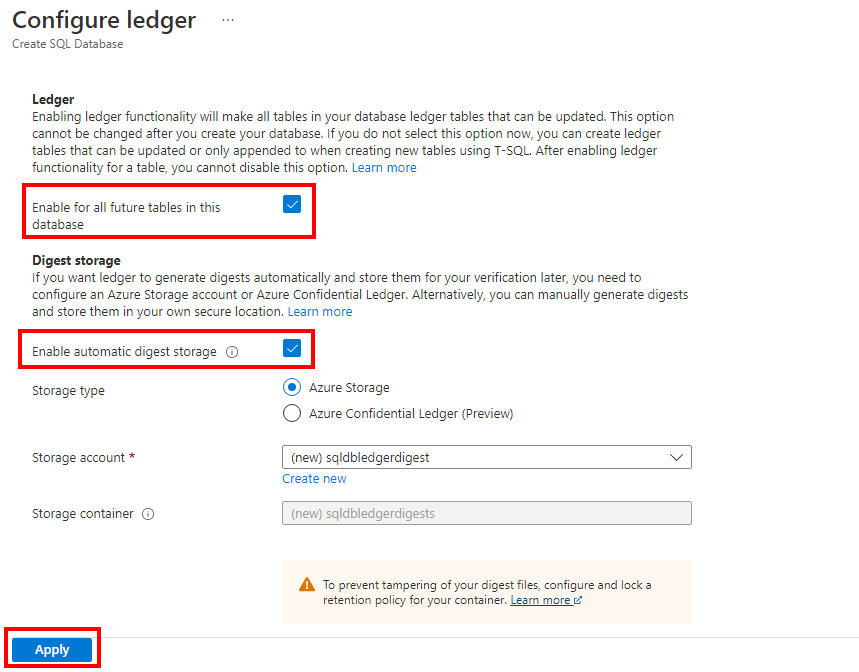 Configure ledger ...
Create SQL Database
Ledger
Enabling ledger functionality will make all tables in your database ledger tables that can be updated. This option
cannot be changed after you create your database. If you do not select this option now, you can create ledger
tables that can be updated or only appended to when creating new tables using T-SQL. After enabling ledger
functionality for a table, you cannot disable this option. Learn more
Enable for all future tables in this
database
Digest storage
If you want ledger to generate digests automatically and store them for your verification later, you need to
configure an Azure Storage account or Azure Confidential Ledger. Alternatively, you can manually generate digests
and store them in your own secure location. Learn more
Enable automatic digest storage
Storage type
Azure Storage
Azure Confidential Ledger (Preview)
Storage account *
(new) sqldbledgerdigest
Create new
Storage container
(new) sqldbledgerdigests
To prevent tampering of your digest files, configure and lock a
retention policy for your container. Learn more
Apply